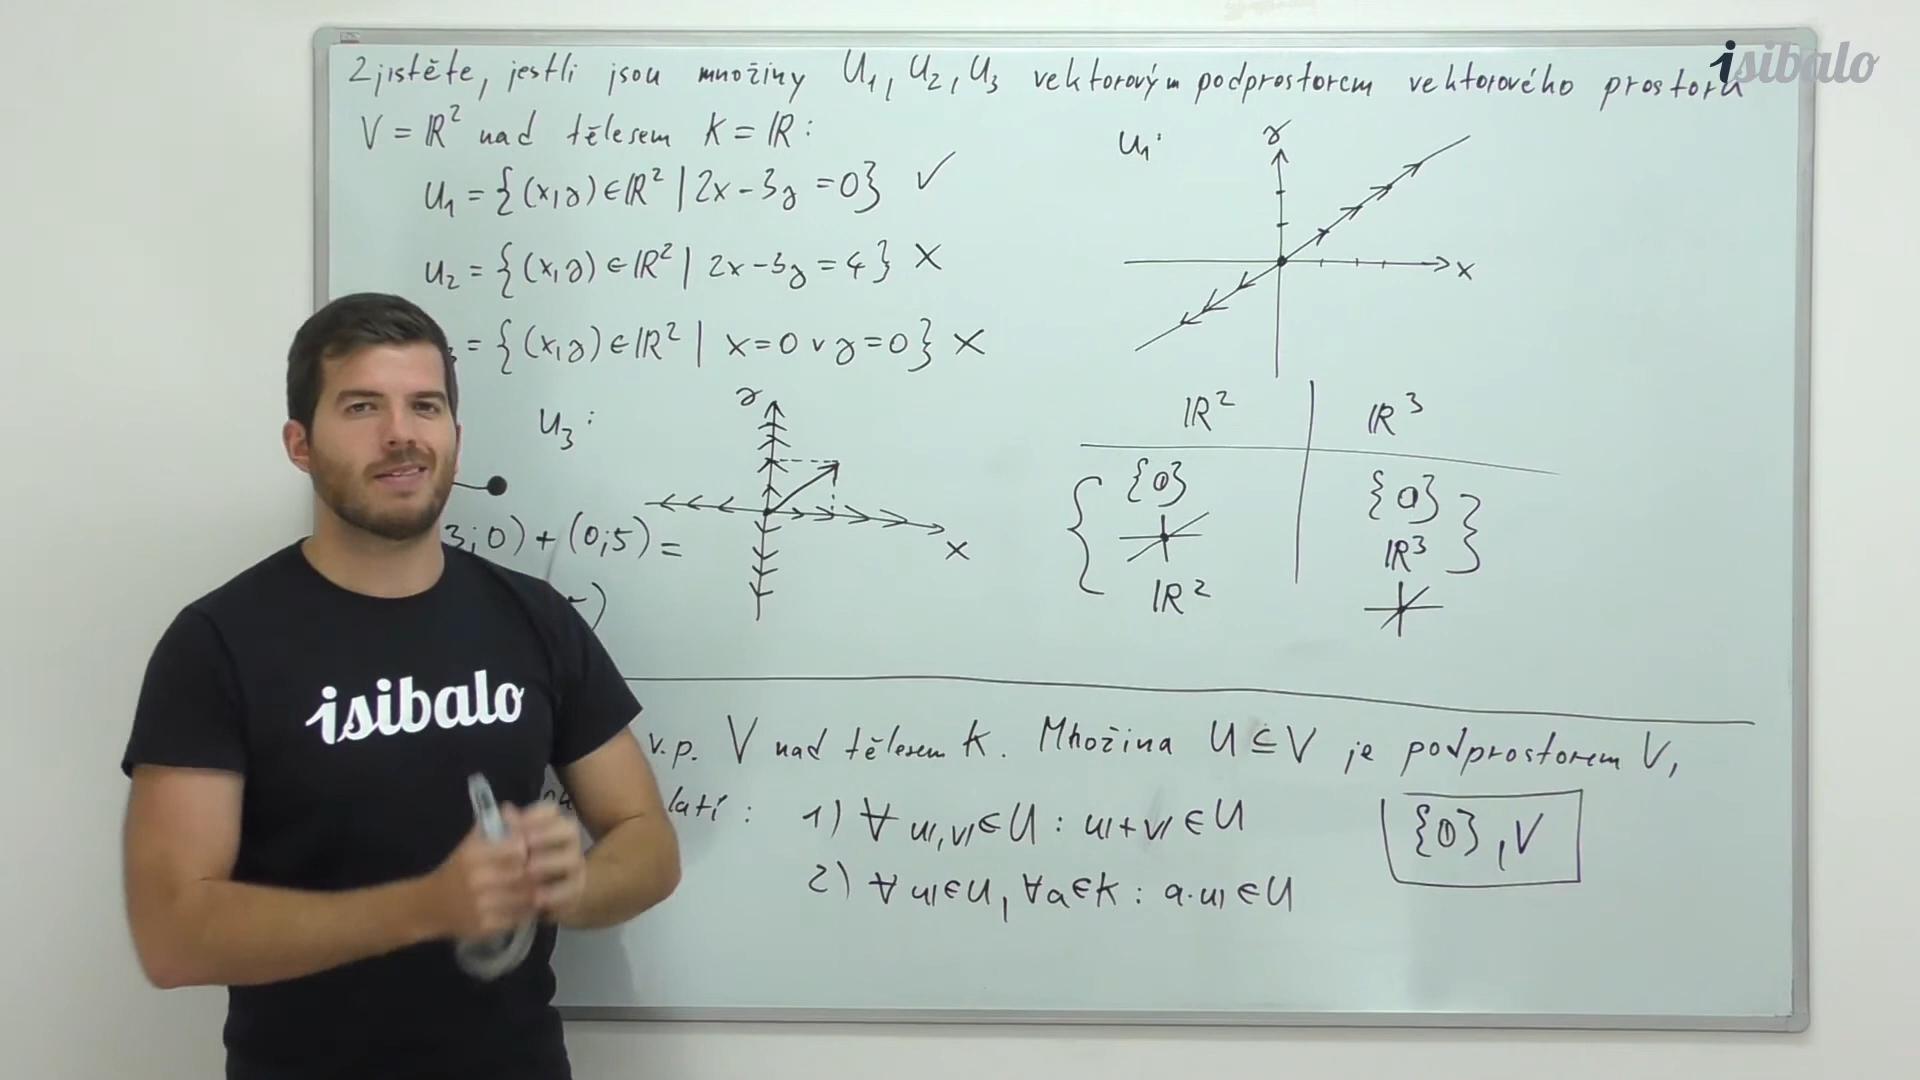 isibalo
Zjistěte, jestli jsou množiny U₁, U₂, U₃ vektorovým podprostorem vektorového prostoru
V = ℝ² nad tělesem K = ℝ:
U₁ = {(x,y) ∈ ℝ² | 2x - 3y = 0} ✓
U₂ = {(x,y) ∈ ℝ² | 2x - 3y = 4} X
= {(x,y) ∈ ℝ² | x = 0 ∨ y = 0} X
U₁:
y
x
U₃:
y
x
3;0) + (0;5) =
ℝ² ℝ³
{0} {0}
ℝ³
ℝ²
isibalo
v.p. V nad tělesem K. Množina U ⊆ V je podprostorem V,
latí: 1) ∀ u,v ∈ U : u + v ∈ U
2) ∀ u ∈ U, ∀ a ∈ K : a·u ∈ U
{0}, V